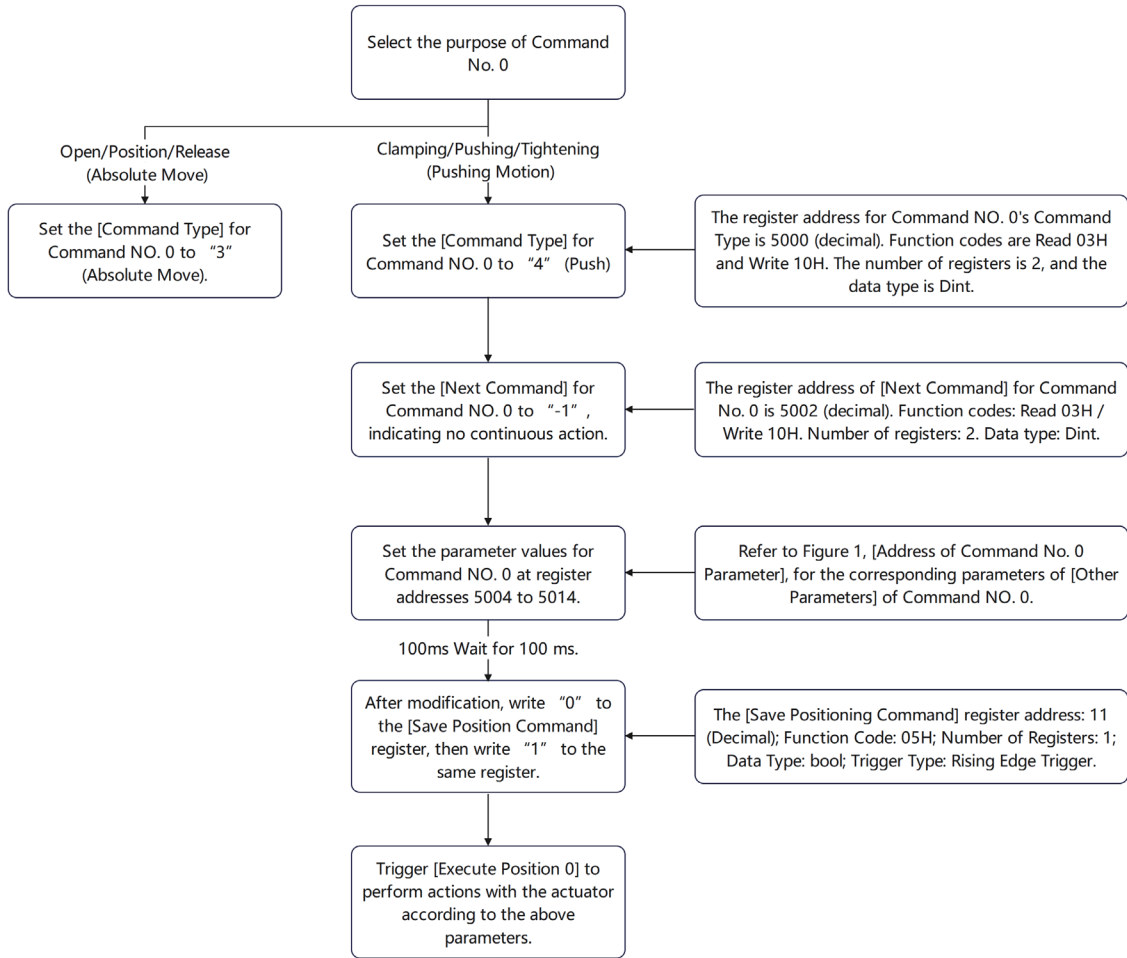 Select the purpose of Command
No. 0
Open/Position/Release
(Absolute Move)
Clamping/Pushing/Tightening
(Pushing Motion)
Set the [Command Type] for
Command NO. 0 to “3”
(Absolute Move).
Set the [Command Type] for
Command NO. 0 to “4” (Push)
The register address for Command NO. 0's Command
Type is 5000 (decimal). Function codes are Read 03H
and Write 10H. The number of registers is 2, and the
data type is Dint.
Set the [Next Command] for
Command NO. 0 to “-1” ,
indicating no continuous action.
The register address of [Next Command] for Command
No. 0 is 5002 (decimal). Function codes: Read 03H /
Write 10H. Number of registers: 2. Data type: Dint.
Set the parameter values for
Command NO. 0 at register
addresses 5004 to 5014.
Refer to Figure 1, [Address of Command No. 0
Parameter], for the corresponding parameters of [Other
Parameters] of Command NO. 0.
100ms Wait for 100 ms.
After modification, write “0” to
the [Save Position Command]
register, then write “1” to the
same register.
The [Save Positioning Command] register address: 11
(Decimal); Function Code: 05H; Number of Registers: 1;
Data Type: bool; Trigger Type: Rising Edge Trigger.
Trigger [Execute Position 0] to
perform actions with the actuator
according to the above
parameters.